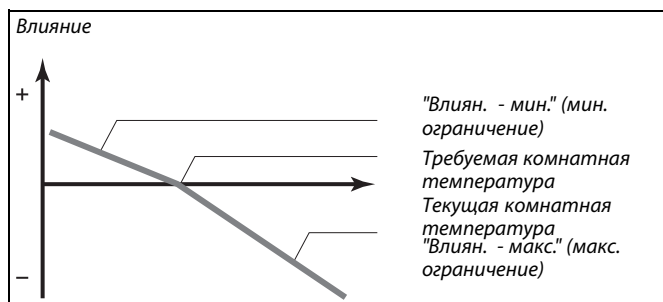 Влияние
+
"Влиян. - мин." (мин.
ограничение)
Требуемая комнатная
температура
Текущая комнатная
температура
"Влиян. - макс." (макс.
ограничение)
−